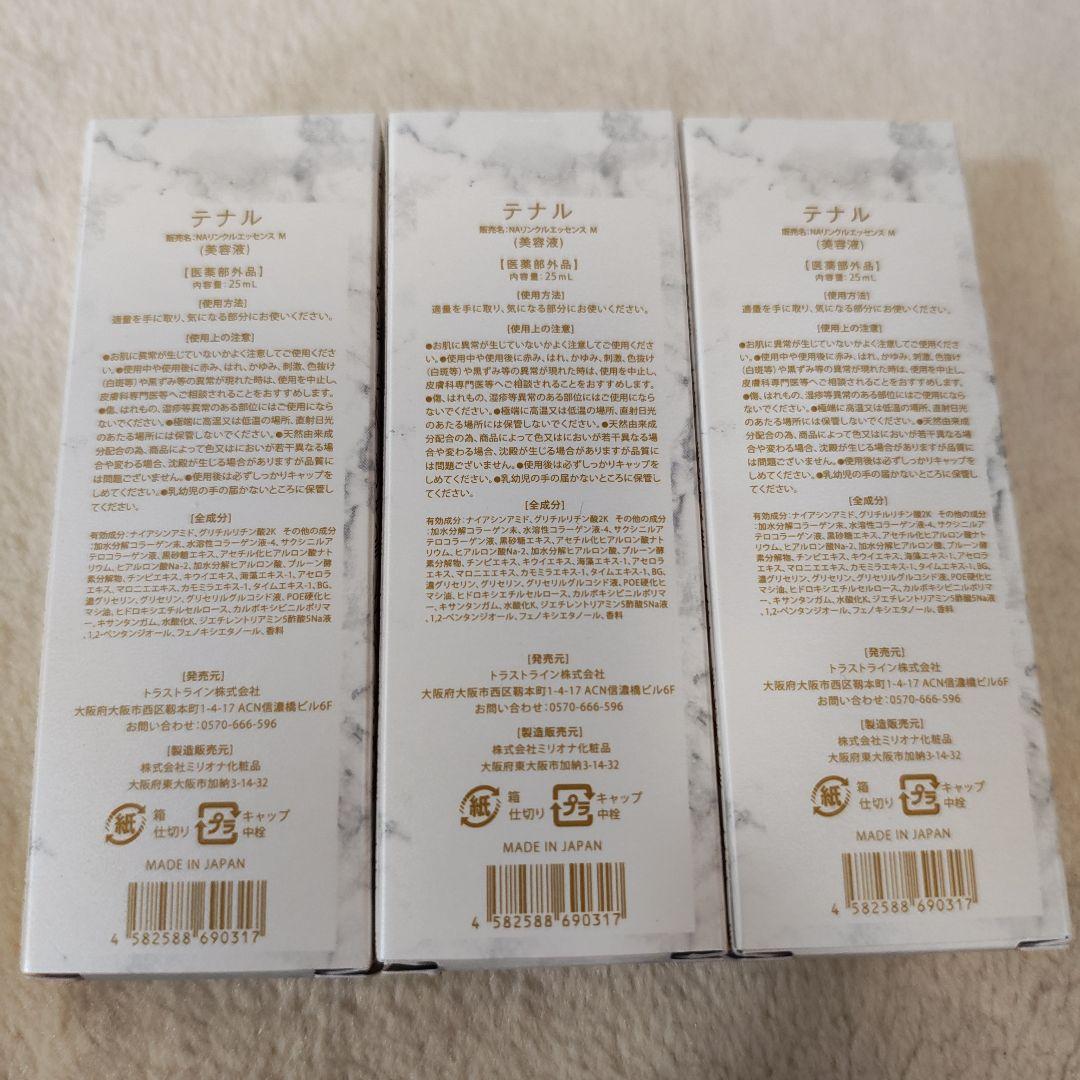 テナル
販売名:NAリンクルエッセンス M
(美容液)
【医薬部外品】
内容量:25mL
[使用方法]
適量を手に取り、気になる部分にお使いください。
[使用上の注意]
●お肌に異常が生じていないかよく注意してご使用くださ
い。●使用中や使用後に赤み、はれ、かゆみ、刺激、色抜け
(白斑等)や黒ずみ等の異常が現れた時は、使用を中止し、
皮膚科専門医等へご相談されることをおすすめします。
●傷、はれもの、湿疹等異常のある部位にはご使用になら
ないでください。●極端に高温又は低温の場所、直射日光
のあたる場所には保管しないでください。●天然由来成
分配合の為、商品によって色又はにおいが若干異なる場
合や変わる場合、沈殿が生じる場合がありますが品質に
は問題ございません。●使用後は必ずしっかりキャップを
しめてください。●乳幼児の手の届かないところに保管し
てください。
[全成分]
有効成分:ナイアシンアミド、グリチルリチン酸2K その他の成分
:加水分解コラーゲン末、水溶性コラーゲン液-4、サクシニルア
テロコラーゲン液、黒砂糖エキス、アセチル化ヒアルロン酸ナト
リウム、ヒアルロン酸Na-2、加水分解ヒアルロン酸、プルーン酵
素分解物、チンピエキス、キウイエキス、海藻エキス-1、アセロラ
エキス、マロニエエキス、カモミラエキス-1、タイムエキス-1、BG、
濃グリセリン、グリセリン、グリセリルグルコシド液、POE硬化ヒ
マシ油、ヒドロキシエチルセルロース、カルボキシビニルポリマ
ー、キサンタンガム、水酸化K、ジエチレントリアミン5酢酸5Na液
、1,2-ペンタンジオール、フェノキシエタノール、香料
[発売元]
トラストライン株式会社
大阪府大阪市西区靱本町1-4-17 ACN信濃橋ビル6F
お問い合わせ:0570-666-596
[製造販売元]
株式会社ミリオナ化粧品
大阪府東大阪市加納3-14-32
紙 箱 プラ キャップ
仕切り 中栓
MADE IN JAPAN
4 582588 690317
テナル
販売名:NAリンクルエッセンス M
(美容液)
【医薬部外品】
内容量:25mL
[使用方法]
適量を手に取り、気になる部分にお使いください。
[使用上の注意]
●お肌に異常が生じていないかよく注意してご使用くださ
い。●使用中や使用後に赤み、はれ、かゆみ、刺激、色抜け
(白斑等)や黒ずみ等の異常が現れた時は、使用を中止し、
皮膚科専門医等へご相談されることをおすすめします。
●傷、はれもの、湿疹等異常のある部位にはご使用になら
ないでください。●極端に高温又は低温の場所、直射日光
のあたる場所には保管しないでください。●天然由来成
分配合の為、商品によって色又はにおいが若干異なる場
合や変わる場合、沈殿が生じる場合がありますが品質に
は問題ございません。●使用後は必ずしっかりキャップを
しめてください。●乳幼児の手の届かないところに保管し
てください。
[全成分]
有効成分:ナイアシンアミド、グリチルリチン酸2K その他の成分
:加水分解コラーゲン末、水溶性コラーゲン液-4、サクシニルア
テロコラーゲン液、黒砂糖エキス、アセチル化ヒアルロン酸ナト
リウム、ヒアルロン酸Na-2、加水分解ヒアルロン酸、プルーン酵
素分解物、チンピエキス、キウイエキス、海藻エキス-1、アセロラ
エキス、マロニエエキス、カモミラエキス-1、タイムエキス-1、BG、
濃グリセリン、グリセリン、グリセリルグルコシド液、POE硬化ヒ
マシ油、ヒドロキシエチルセルロース、カルボキシビニルポリマ
ー、キサンタンガム、水酸化K、ジエチレントリアミン5酢酸5Na液
、1,2-ペンタンジオール、フェノキシエタノール、香料
[発売元]
トラストライン株式会社
大阪府大阪市西区靱本町1-4-17 ACN信濃橋ビル6F
お問い合わせ:0570-666-596
[製造販売元]
株式会社ミリオナ化粧品
大阪府東大阪市加納3-14-32
紙 箱 プラ キャップ
仕切り 中栓
MADE IN JAPAN
4 582588 690317
テナル
販売名:NAリンクルエッセンス M
(美容液)
【医薬部外品】
内容量:25mL
[使用方法]
適量を手に取り、気になる部分にお使いください。
[使用上の注意]
●お肌に異常が生じていないかよく注意してご使用くださ
い。●使用中や使用後に赤み、はれ、かゆみ、刺激、色抜け
(白斑等)や黒ずみ等の異常が現れた時は、使用を中止し、
皮膚科専門医等へご相談されることをおすすめします。
●傷、はれもの、湿疹等異常のある部位にはご使用になら
ないでください。●極端に高温又は低温の場所、直射日光
のあたる場所には保管しないでください。●天然由来成
分配合の為、商品によって色又はにおいが若干異なる場
合や変わる場合、沈殿が生じる場合がありますが品質に
は問題ございません。●使用後は必ずしっかりキャップを
しめてください。●乳幼児の手の届かないところに保管し
てください。
[全成分]
有効成分:ナイアシンアミド、グリチルリチン酸2K その他の成分
:加水分解コラーゲン末、水溶性コラーゲン液-4、サクシニルア
テロコラーゲン液、黒砂糖エキス、アセチル化ヒアルロン酸ナト
リウム、ヒアルロン酸Na-2、加水分解ヒアルロン酸、プルーン酵
素分解物、チンピエキス、キウイエキス、海藻エキス-1、アセロラ
エキス、マロニエエキス、カモミラエキス-1、タイムエキス-1、BG、
濃グリセリン、グリセリン、グリセリルグルコシド液、POE硬化ヒ
マシ油、ヒドロキシエチルセルロース、カルボキシビニルポリマ
ー、キサンタンガム、水酸化K、ジエチレントリアミン5酢酸5Na液
、1,2-ペンタンジオール、フェノキシエタノール、香料
[発売元]
トラストライン株式会社
大阪府大阪市西区靱本町1-4-17 ACN信濃橋ビル6F
お問い合わせ:0570-666-596
[製造販売元]
株式会社ミリオナ化粧品
大阪府東大阪市加納3-14-32
紙 箱 プラ キャップ
仕切り 中栓
MADE IN JAPAN
4 582588 690317